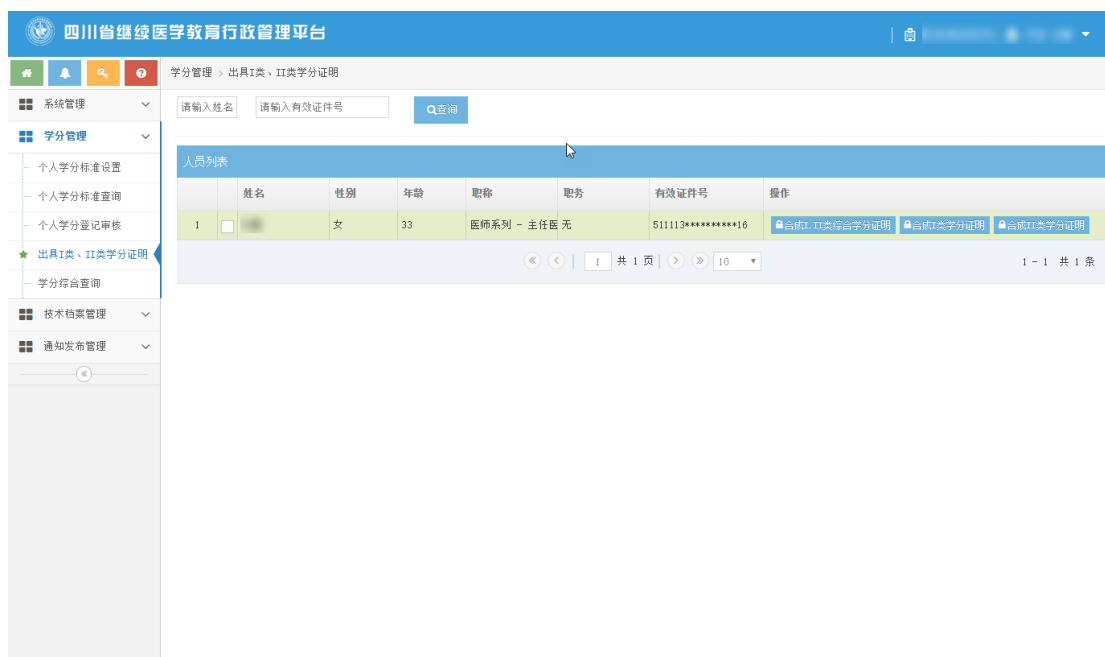 四川省继续医学教育行政管理平台
学分管理 > 出具I类、II类学分证明
系统管理
学分管理
个人学分标准设置
个人学分标准查询
个人学分登记审核
出具I类、II类学分证明
学分综合查询
技术档案管理
通知发布管理
请输入姓名 请输入有效证件号 查询
人员列表
姓名 性别 年龄 职称 职务 有效证件号 操作
1 女 33 医师系列 - 主任医 无 511113**********16 合成I、II类综合学分证明 合成I类学分证明 合成II类学分证明
1 共 1 页 10 1 - 1 共 1 条